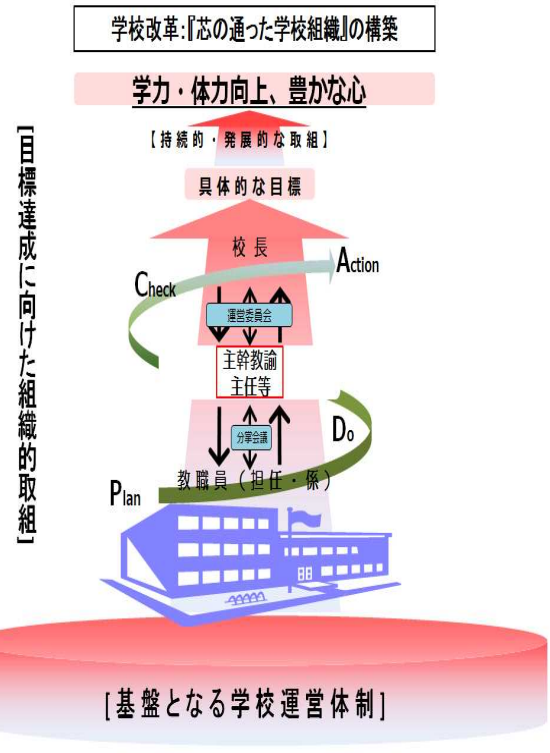 学校改革:『芯の通った学校組織』の構築
学力・体力向上、豊かな心
【持続的・発展的な取組】
具体的な目標
[目標達成に向けた組織的取組]
校長
Action
Check
運営委員会
主幹教諭
主任等
Do
分掌会議
教職員（担任・係）
Plan
[基盤となる学校運営体制]